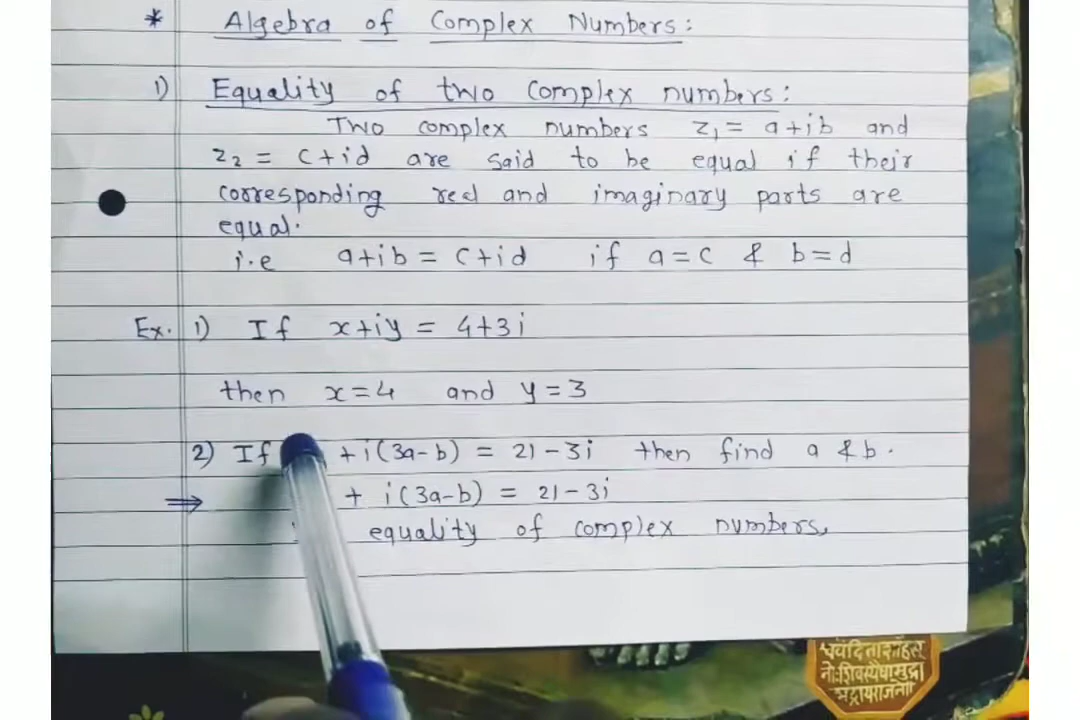 * Algebra of Complex Numbers:
1) Equality of two complex numbers:
Two complex numbers z₁ = a+ib and
z₂ = c+id are said to be equal if their
corresponding real and imaginary parts are
equal.
i.e a+ib = c+id if a=c & b=d
Ex. 1) If x+iy = 4+3i
then x=4 and y=3
2) If +i(3a-b) = 21-3i then find a & b.
⇒ + i(3a-b) = 21-3i
equality of complex numbers,